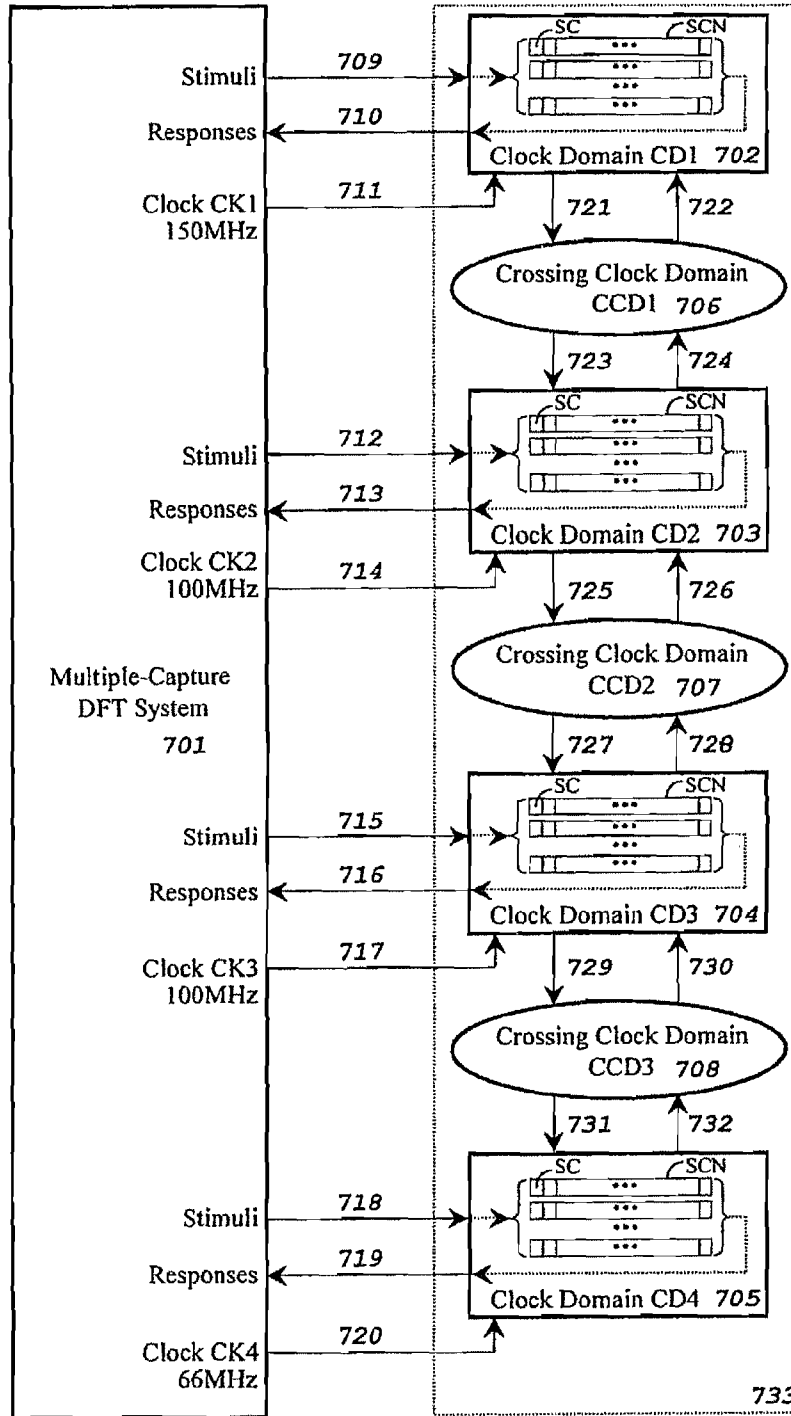 SC SCN
Stimuli 709
•••
•••
Responses 710
•••
Clock Domain CD1 702
Clock CK1 711
150MHz
721 722
Crossing Clock Domain
CCD1 706
723 724
SC SCN
•••
Stimuli 712
•••
•••
Responses 713
•••
Clock Domain CD2 703
Clock CK2
100MHz 714
725 726
Crossing Clock Domain
CCD2 707
Multiple-Capture
DFT System
701
727 728
SC SCN
•••
Stimuli 715
•••
•••
Responses 716
•••
Clock Domain CD3 704
Clock CK3 717
100MHz
729 730
Crossing Clock Domain
CCD3 708
731 732
SC SCN
•••
Stimuli 718
•••
•••
Responses 719
•••
Clock Domain CD4 705
Clock CK4 720
66MHz
733